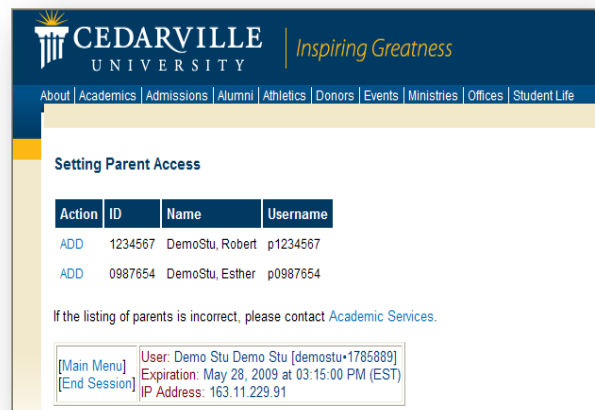 CEDARVILLE
UNIVERSITY
Inspiring Greatness
About | Academics | Admissions | Alumni | Athletics | Donors | Events | Ministries | Offices | Student Life
Setting Parent Access
Action ID Name Username
ADD 1234567 DemoStu, Robert p1234567
ADD 0987654 DemoStu, Esther p0987654
If the listing of parents is incorrect, please contact Academic Services.
[Main Menu]
[End Session]
User: Demo Stu Demo Stu [demostu•1785889]
Expiration: May 28, 2009 at 03:15:00 PM (EST)
IP Address: 163.11.229.91